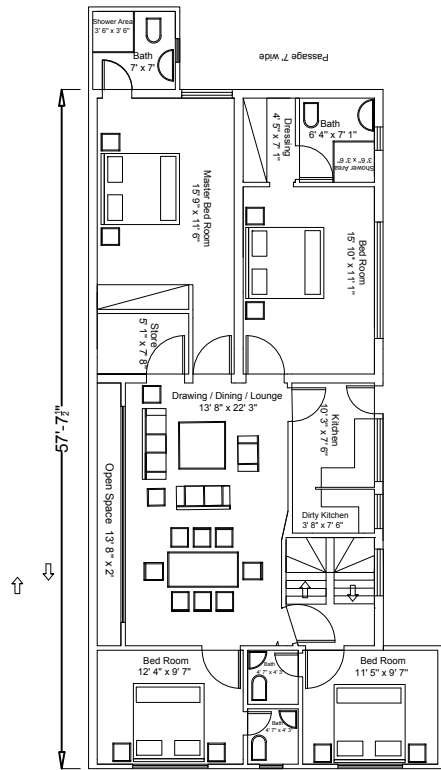 Shower Area
3' 6" x 3' 6"
Bath
7' x 7'
Passage 7' wide
Dressing
4' 5" x 7' 1"
Bath
6' 4" x 7' 1"
Shower Area
3' 6" x 3' 6"
Master Bed Room
15' 9" x 11' 6"
Bed Room
15' 10" x 11' 1"
Store
5' 1" x 7' 8"
Drawing / Dining / Lounge
13' 8" x 22' 3"
Kitchen
10' 3" x 7' 6"
57'-7½"
Open Space 13' 8" x 2'
Dirty Kitchen
3' 8" x 7' 6"
Bed Room
12' 4" x 9' 7"
Bath
4' 7" x 4' 3"
Bed Room
11' 5" x 9' 7"
Bath
4' 7" x 4' 3"